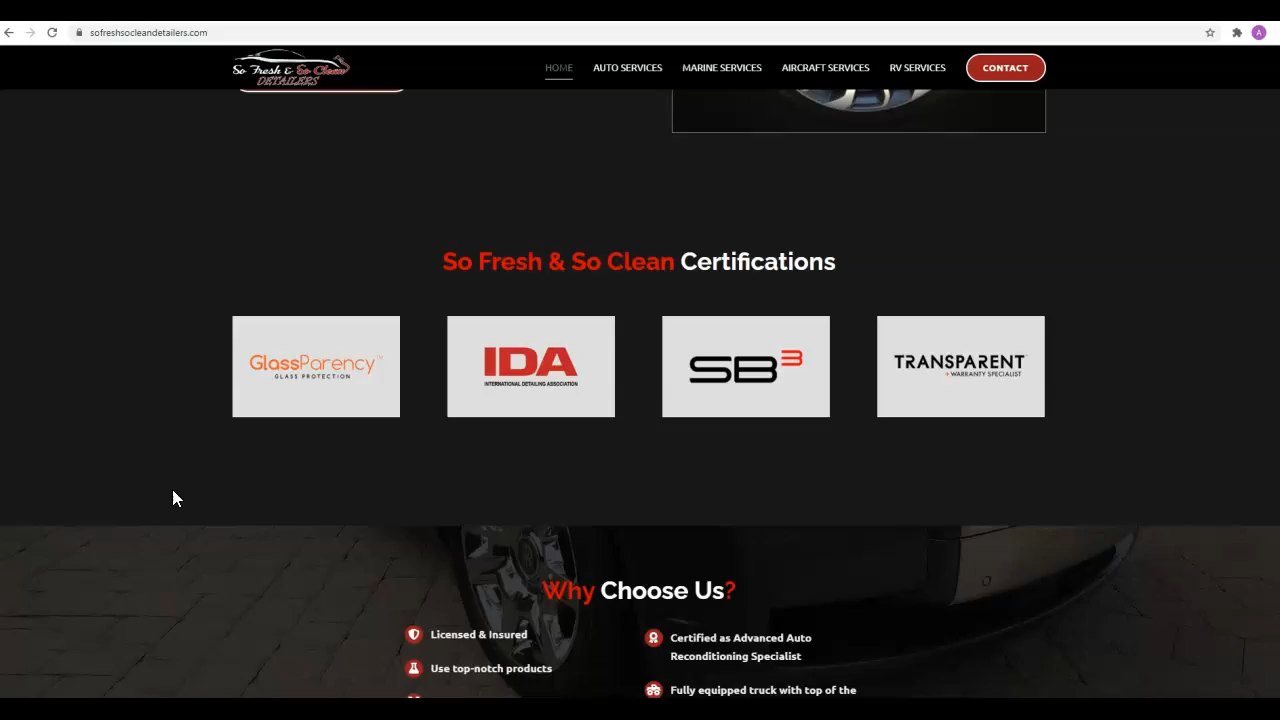 sofreshsocleandetailers.com
A
So Fresh & So Clean
DETAILERS
HOME
AUTO SERVICES
MARINE SERVICES
AIRCRAFT SERVICES
RV SERVICES
CONTACT
So Fresh & So Clean Certifications
GlassParency™
GLASS PROTECTION
IDA
INTERNATIONAL DETAILING ASSOCIATION
SB3
TRANSPARENT
+ WARRANTY SPECIALIST
Why Choose Us?
Licensed & Insured
Use top-notch products
Certified as Advanced Auto
Reconditioning Specialist
Fully equipped truck with top of the